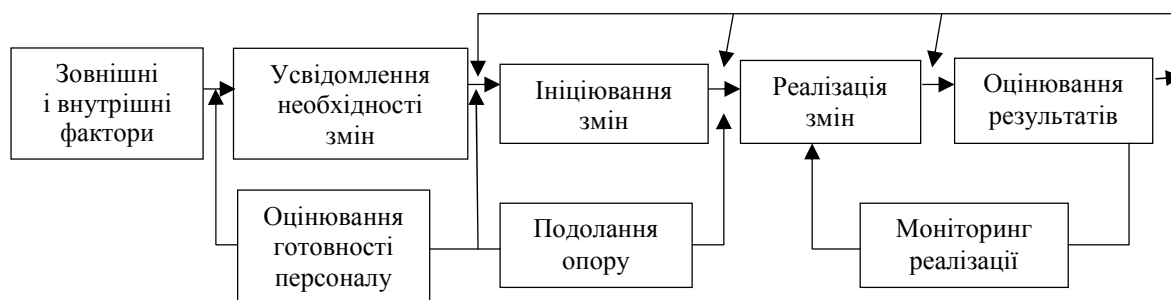 Зовнішні
і внутрішні
фактори
Усвідомлення
необхідності
змін
Ініціювання
змін
Реалізація
змін
Оцінювання
результатів
Оцінювання
готовності
персоналу
Подолання
опору
Моніторинг
реалізації